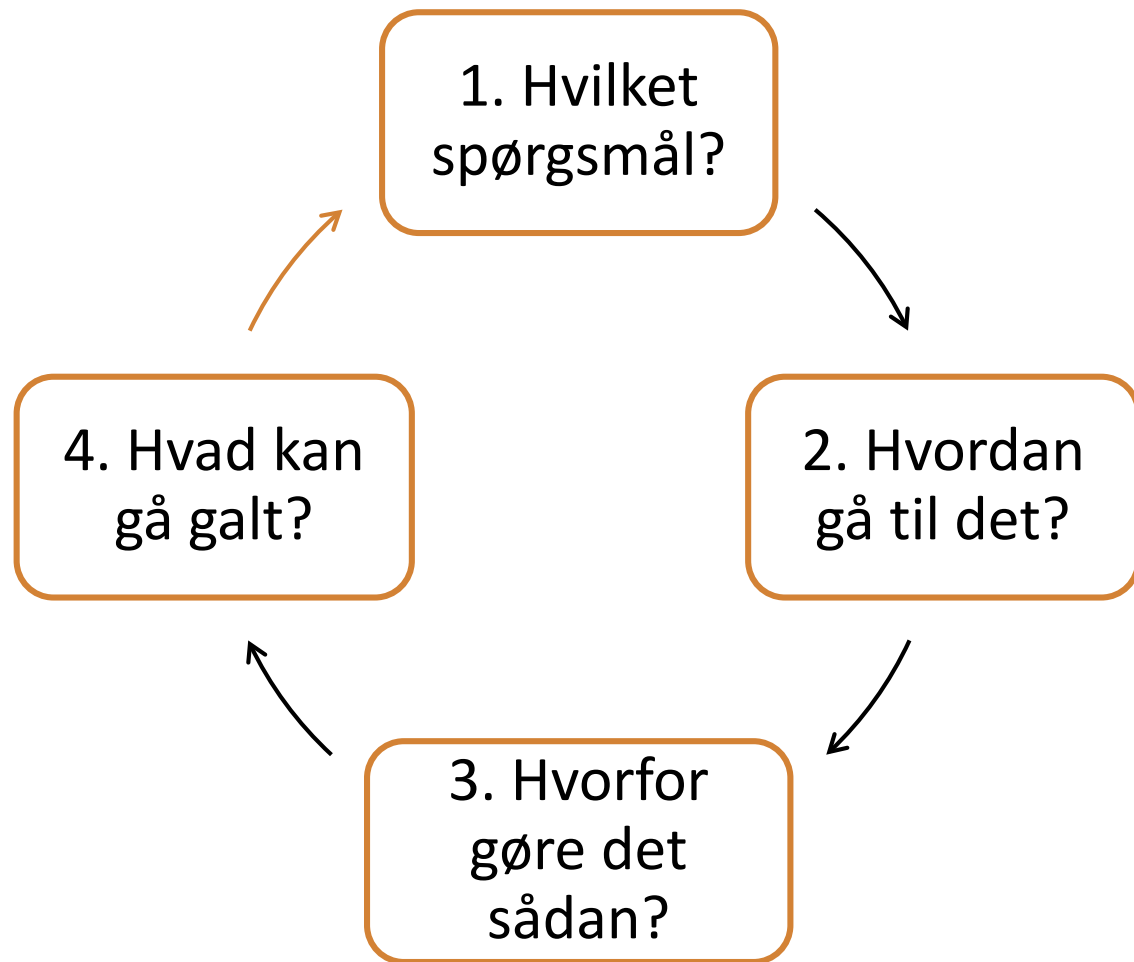 1. Hvilket
spørgsmål?
2. Hvordan
gå til det?
3. Hvorfor
gøre det
sådan?
4. Hvad kan
gå galt?